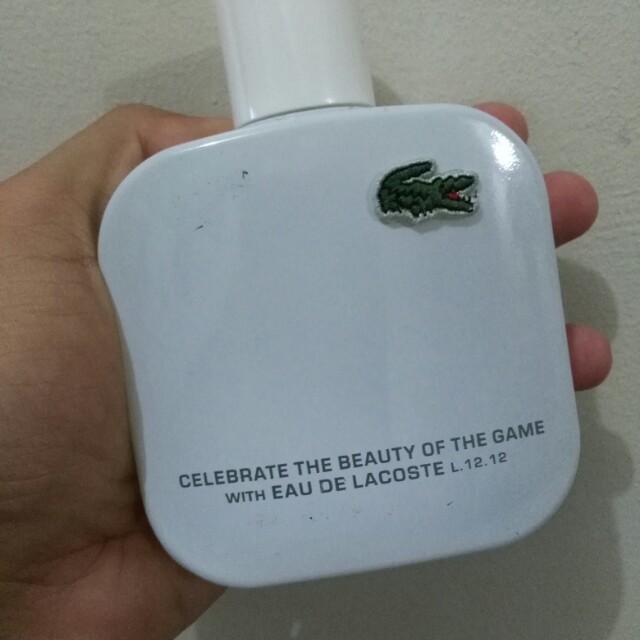 CELEBRATE THE BEAUTY OF THE GAME
WITH EAU DE LACOSTE L.12.12